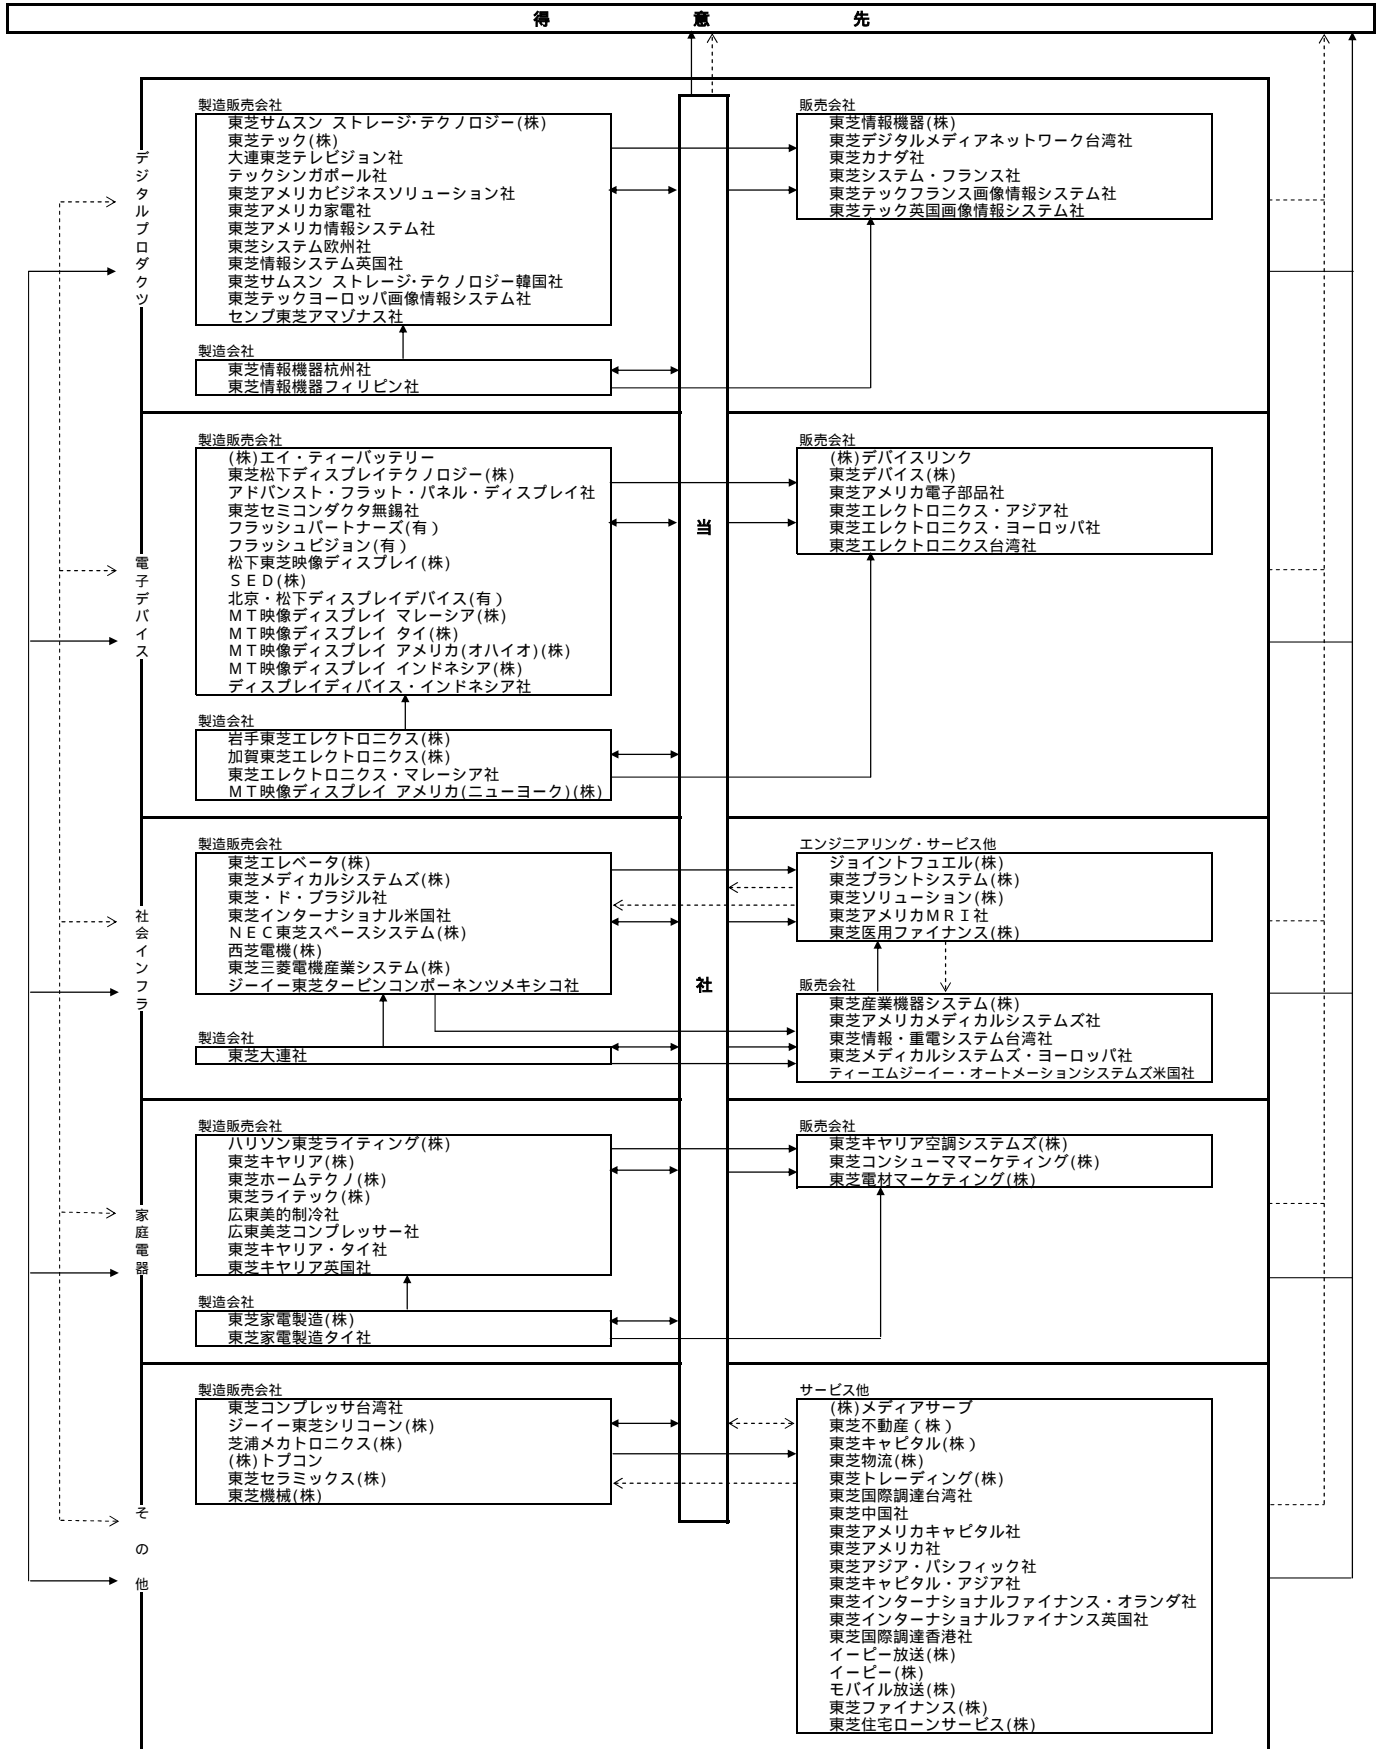 得意先
デジタルプロダクツ
製造販売会社
東芝サムスン ストレージ・テクノロジー(株)
東芝テック(株)
大連東芝テレビジョン社
テックシンガポール社
東芝アメリカビジネスソリューション社
東芝アメリカ家電社
東芝アメリカ情報システム社
東芝システム欧州社
東芝情報システム英国社
東芝サムスン ストレージ・テクノロジー韓国社
東芝テックヨーロッパ画像情報システム社
センプ東芝アマゾナス社
製造会社
東芝情報機器杭州社
東芝情報機器フィリピン社
販売会社
東芝情報機器(株)
東芝デジタルメディアネットワーク台湾社
東芝カナダ社
東芝システム・フランス社
東芝テックフランス画像情報システム社
東芝テック英国画像情報システム社
当社
電子デバイス
製造販売会社
(株)エイ・ティーバッテリー
東芝松下ディスプレイテクノロジー(株)
アドバンスト・フラット・パネル・ディスプレイ社
東芝セミコンダクタ無錫社
フラッシュパートナーズ(有)
フラッシュビジョン(有)
松下東芝映像ディスプレイ(株)
SED(株)
北京・松下ディスプレイデバイス(有)
MT映像ディスプレイ マレーシア(株)
MT映像ディスプレイ タイ(株)
MT映像ディスプレイ アメリカ(オハイオ)(株)
MT映像ディスプレイ インドネシア(株)
ディスプレイディバイス・インドネシア社
製造会社
岩手東芝エレクトロニクス(株)
加賀東芝エレクトロニクス(株)
東芝エレクトロニクス・マレーシア社
MT映像ディスプレイ アメリカ(ニューヨーク)(株)
販売会社
(株)デバイスリンク
東芝デバイス(株)
東芝アメリカ電子部品社
東芝エレクトロニクス・アジア社
東芝エレクトロニクス・ヨーロッパ社
東芝エレクトロニクス台湾社
社会インフラ
製造販売会社
東芝エレベータ(株)
東芝メディカルシステムズ(株)
東芝・ド・ブラジル社
東芝インターナショナル米国社
NEC東芝スペースシステム(株)
西芝電機(株)
東芝三菱電機産業システム(株)
ジーイー東芝タービンコンポーネンツメキシコ社
製造会社
東芝大連社
エンジニアリング・サービス他
ジョイントフュエル(株)
東芝プラントシステム(株)
東芝ソリューション(株)
東芝アメリカMRI社
東芝医用ファイナンス(株)
販売会社
東芝産業機器システム(株)
東芝アメリカメディカルシステムズ社
東芝情報・重電システム台湾社
東芝メディカルシステムズ・ヨーロッパ社
ティーエムジーイー・オートメーションシステムズ米国社
家庭電器
製造販売会社
ハリソン東芝ライティング(株)
東芝キヤリア(株)
東芝ホームテクノ(株)
東芝ライテック(株)
広東美的制冷社
広東美芝コンプレッサー社
東芝キヤリア・タイ社
東芝キヤリア英国社
製造会社
東芝家電製造(株)
東芝家電製造タイ社
販売会社
東芝キヤリア空調システムズ(株)
東芝コンシューママーケティング(株)
東芝電材マーケティング(株)
その他
製造販売会社
東芝コンプレッサ台湾社
ジーイー東芝シリコーン(株)
芝浦メカトロニクス(株)
(株)トプコン
東芝セラミックス(株)
東芝機械(株)
サービス他
(株)メディアサーブ
東芝不動産(株)
東芝キャピタル(株)
東芝物流(株)
東芝トレーディング(株)
東芝国際調達台湾社
東芝中国社
東芝アメリカキャピタル社
東芝アメリカ社
東芝アジア・パシフィック社
東芝キャピタル・アジア社
東芝インターナショナルファイナンス・オランダ社
東芝インターナショナルファイナンス英国社
東芝国際調達香港社
イーピー放送(株)
イーピー(株)
モバイル放送(株)
東芝ファイナンス(株)
東芝住宅ローンサービス(株)